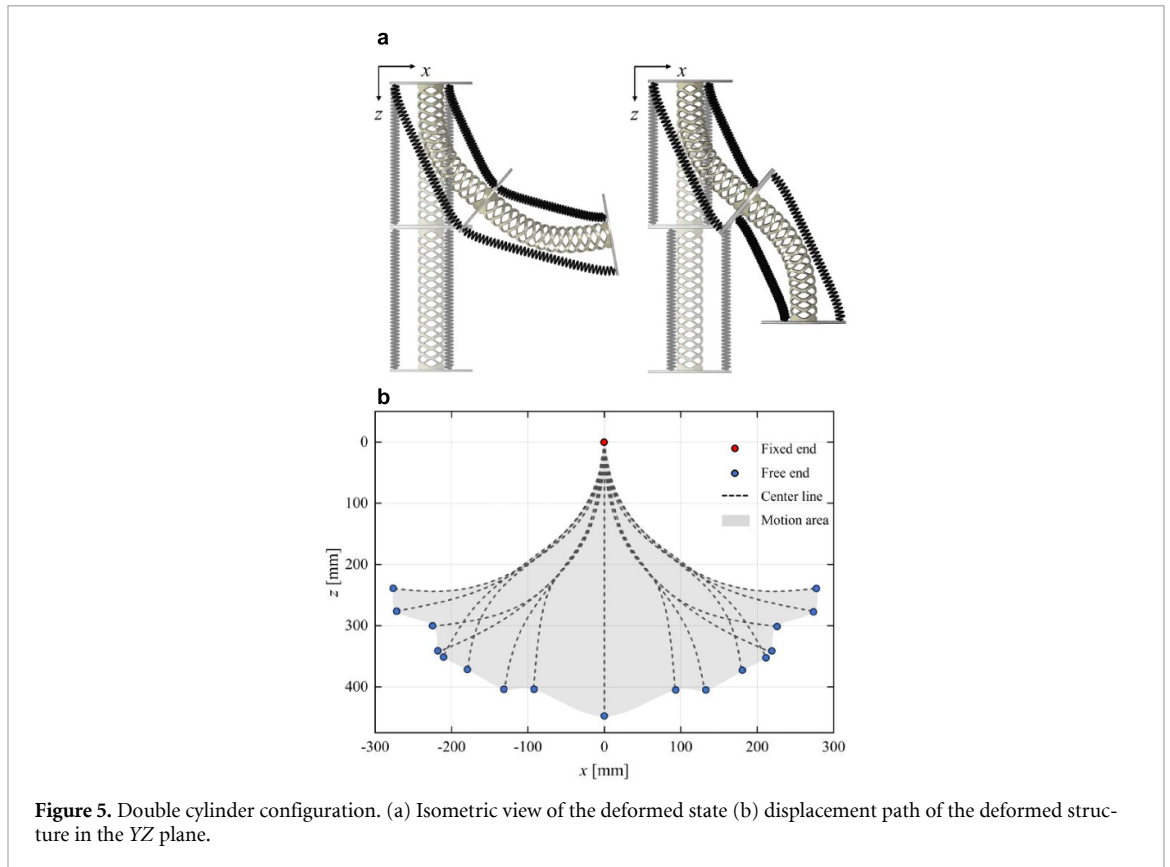 a
x
z
x
z
b
0
100
200
300
400
z [mm]
Fixed end
Free end
Center line
Motion area
-300 -200 -100 0 100 200 300
x [mm]
Figure 5. Double cylinder configuration. (a) Isometric view of the deformed state (b) displacement path of the deformed struc-
ture in the YZ plane.